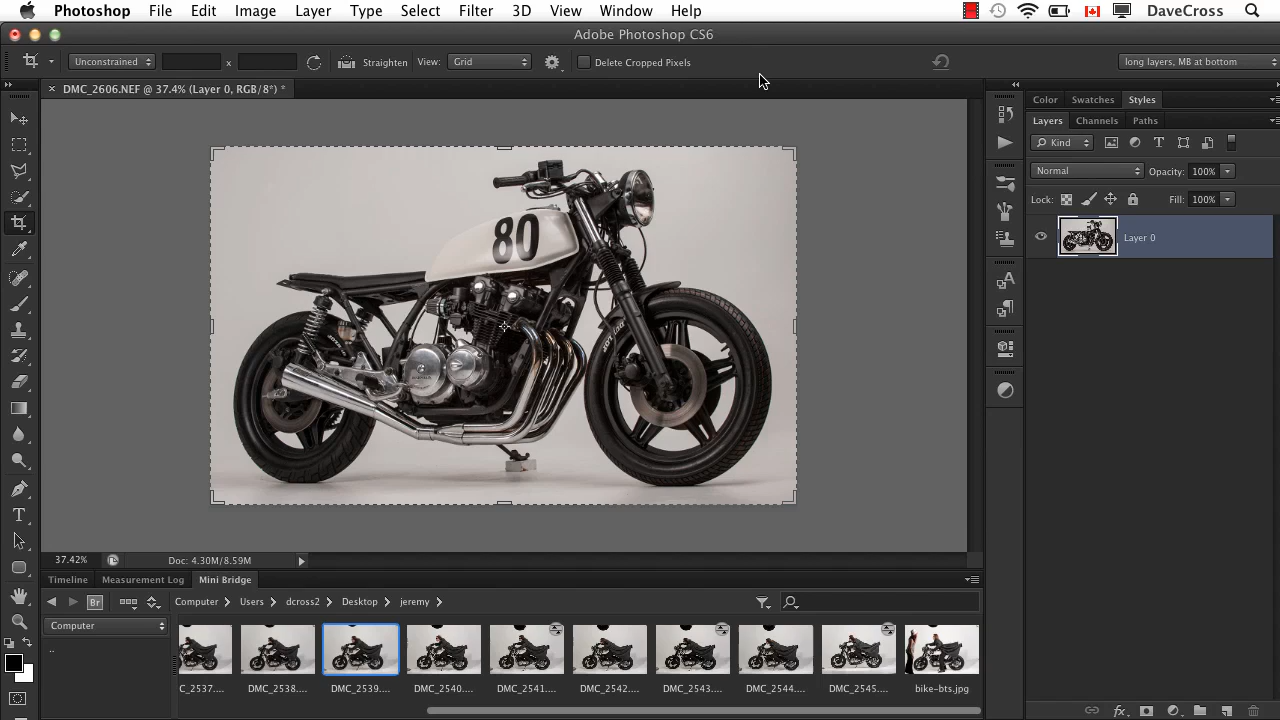 Photoshop File Edit Image Layer Type Select Filter 3D View Window Help DaveCross
Adobe Photoshop CS6
Unconstrained x Straighten View: Grid Delete Cropped Pixels long layers, MB at bottom
× DMC_2606.NEF @ 37.4% (Layer 0, RGB/8*) *
Color Swatches Styles
Layers Channels Paths
Kind
Normal Opacity: 100%
Lock: Fill: 100%
Layer 0
80
37.42% Doc: 4.30M/8.59M
Timeline Measurement Log Mini Bridge
Br Computer Users dcross2 Desktop jeremy
Computer
..
C_2537.... DMC_2538.... DMC_2539.... DMC_2540.... DMC_2541.... DMC_2542.... DMC_2543.... DMC_2544.... DMC_2545.... bike-bts.jpg